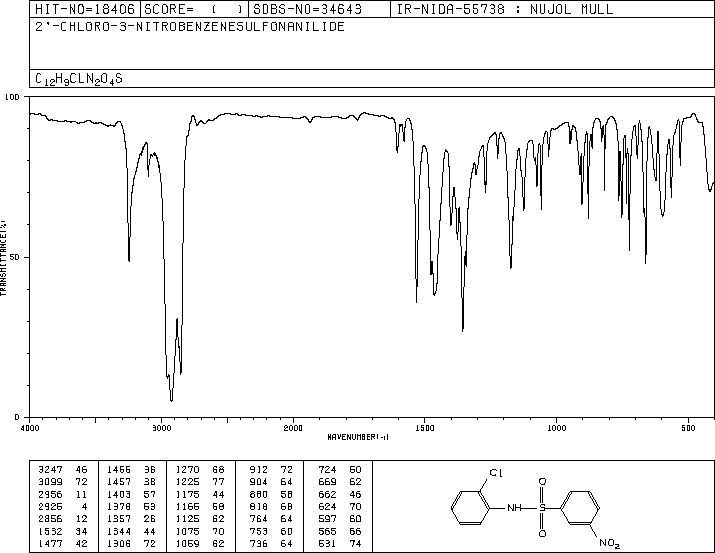 HIT-NO=18406 SCORE= ( ) SDBS-NO=34643 IR-NIDA-55738 : NUJOL MULL
2'-CHLORO-3-NITROBENZENESULFONANILIDE
C12H9CLN2O4S
100
50
0
TRANSMITTANCE(%)
4000 3000 2000 1500 1000 500
WAVENUMBER(-1)
3247 46 1466 36 1270 68 912 72 724 50
3099 72 1457 38 1225 77 904 64 669 62
2956 11 1403 57 1175 44 880 58 662 46
2925 4 1378 53 1165 58 818 68 624 70
2856 12 1357 26 1125 62 764 64 597 60
1532 34 1344 44 1075 70 753 60 565 66
1477 42 1306 72 1059 62 736 64 531 74
Cl
O
NH S
O
NO2